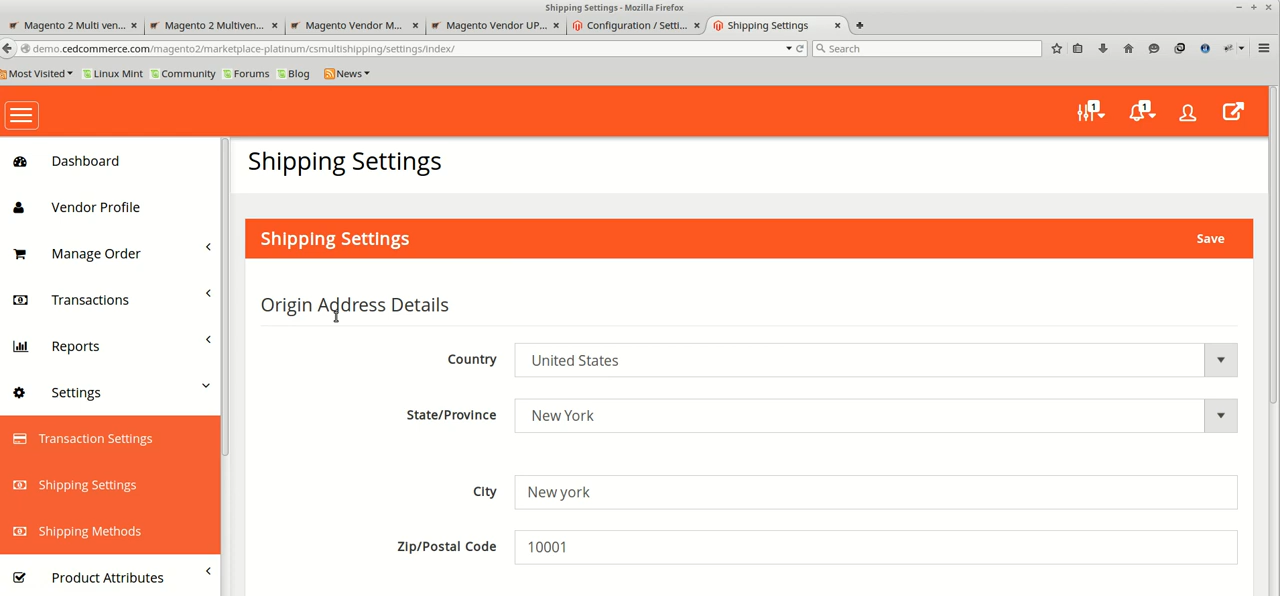 Shipping Settings - Mozilla Firefox
Magento 2 Multi ven... Magento 2 Multiven... Magento Vendor M... Magento Vendor UP... Configuration / Setti... Shipping Settings
demo.cedcommerce.com/magento2/marketplace-platinum/csmultishipping/settings/index/ Search
Most Visited Linux Mint Community Forums Blog News
1 1
Dashboard
Vendor Profile
Manage Order
Transactions
Reports
Settings
Transaction Settings
Shipping Settings
Shipping Methods
Product Attributes
Shipping Settings
Shipping Settings Save
Origin Address Details
Country United States
State/Province New York
City New york
Zip/Postal Code 10001